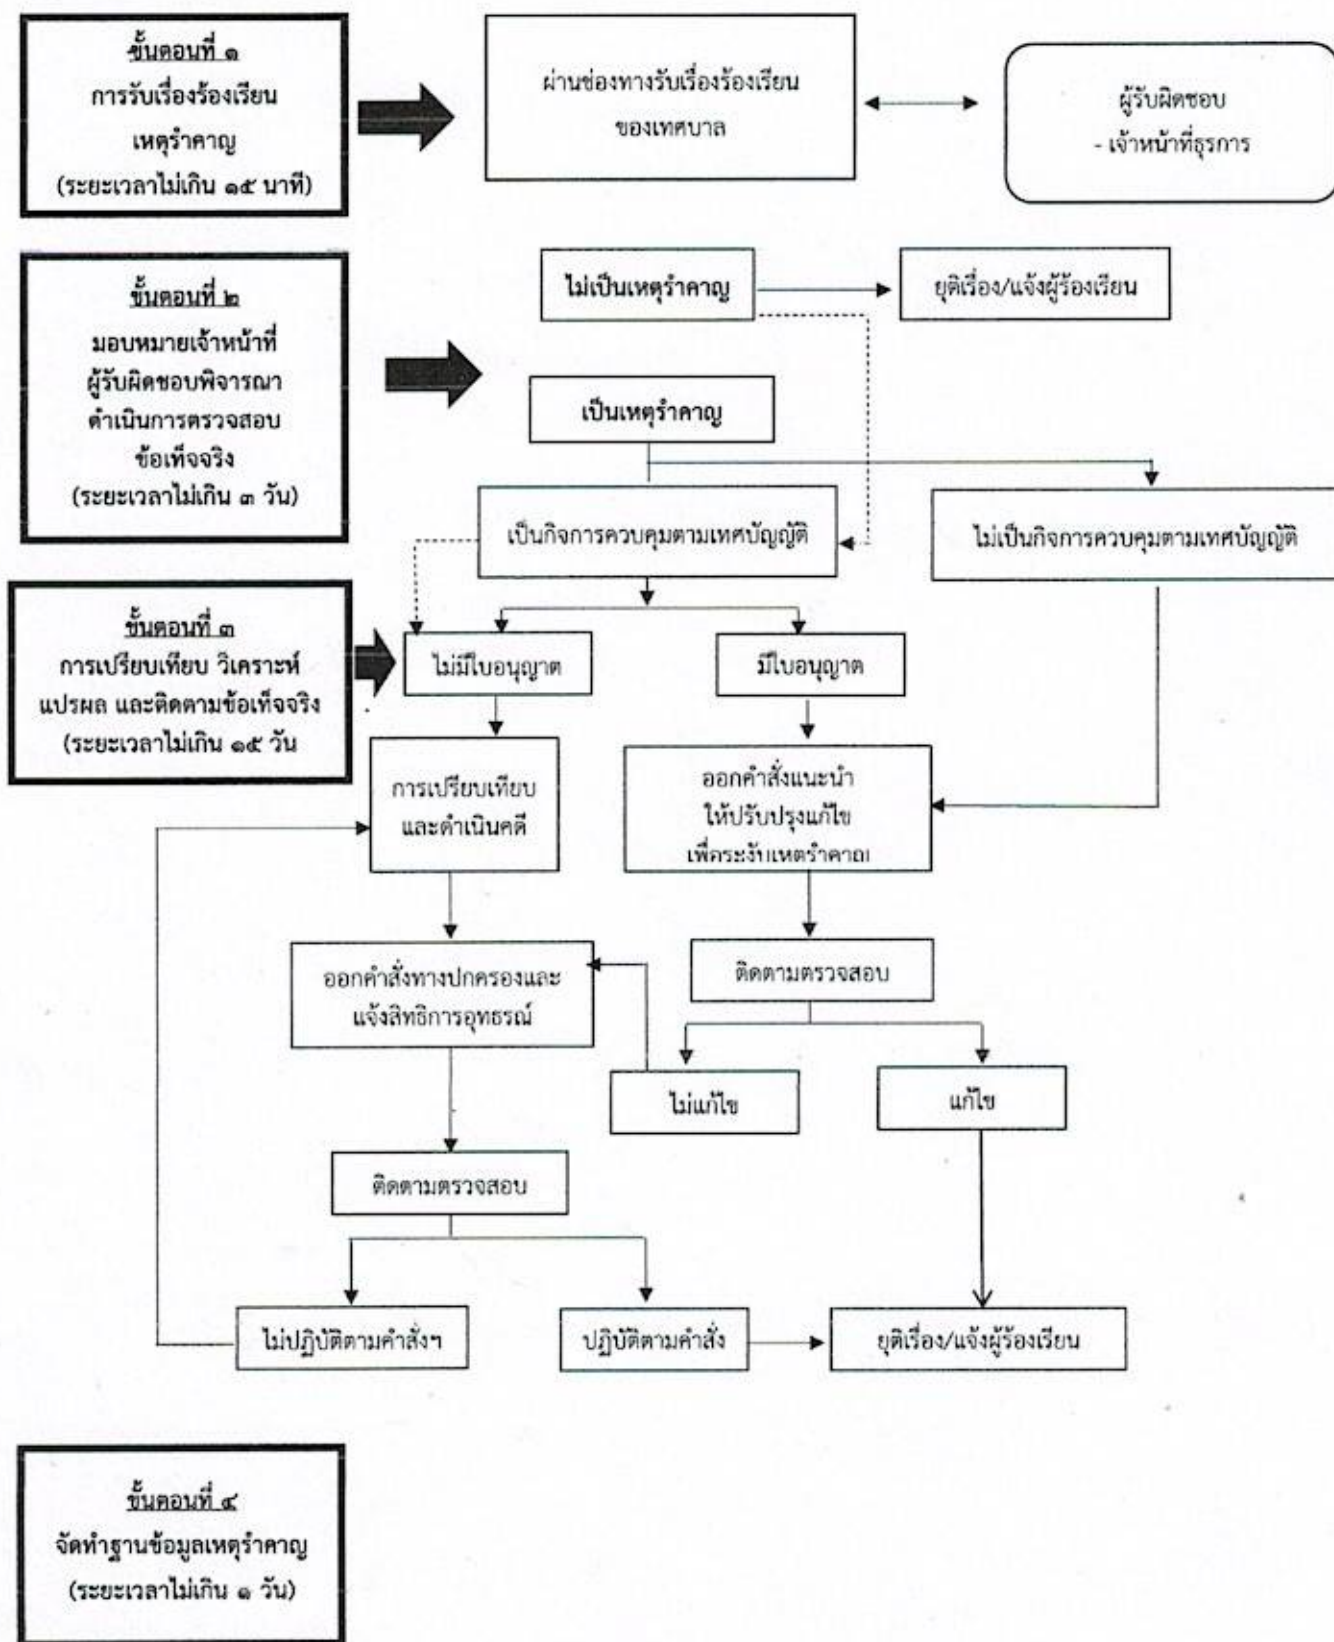 ขั้นตอนที่ ๑
การรับเรื่องร้องเรียน
เหตุรำคาญ
(ระยะเวลาไม่เกิน ๑๕ นาที)
ผ่านช่องทางรับเรื่องร้องเรียน
ของเทศบาล
ผู้รับผิดชอบ
- เจ้าหน้าที่ธุรการ
ขั้นตอนที่ ๒
มอบหมายเจ้าหน้าที่
ผู้รับผิดชอบพิจารณา
ดำเนินการตรวจสอบ
ข้อเท็จจริง
(ระยะเวลาไม่เกิน ๓ วัน)
ไม่เป็นเหตุรำคาญ
ยุติเรื่อง/แจ้งผู้ร้องเรียน
เป็นเหตุรำคาญ
เป็นกิจการควบคุมตามเทศบัญญัติ
ไม่เป็นกิจการควบคุมตามเทศบัญญัติ
ขั้นตอนที่ ๓
การเปรียบเทียบ วิเคราะห์
แปรผล และติดตามข้อเท็จจริง
(ระยะเวลาไม่เกิน ๑๕ วัน
ไม่มีใบอนุญาต
มีใบอนุญาต
การเปรียบเทียบ
และดำเนินคดี
ออกคำสั่งแนะนำ
ให้ปรับปรุงแก้ไข
เพื่อระงับเหตุรำคาญ
ออกคำสั่งทางปกครองและ
แจ้งสิทธิการอุทธรณ์
ติดตามตรวจสอบ
ไม่แก้ไข
แก้ไข
ติดตามตรวจสอบ
ไม่ปฏิบัติตามคำสั่งฯ
ปฏิบัติตามคำสั่ง
ยุติเรื่อง/แจ้งผู้ร้องเรียน
ขั้นตอนที่ ๔
จัดทำฐานข้อมูลเหตุรำคาญ
(ระยะเวลาไม่เกิน ๑ วัน)